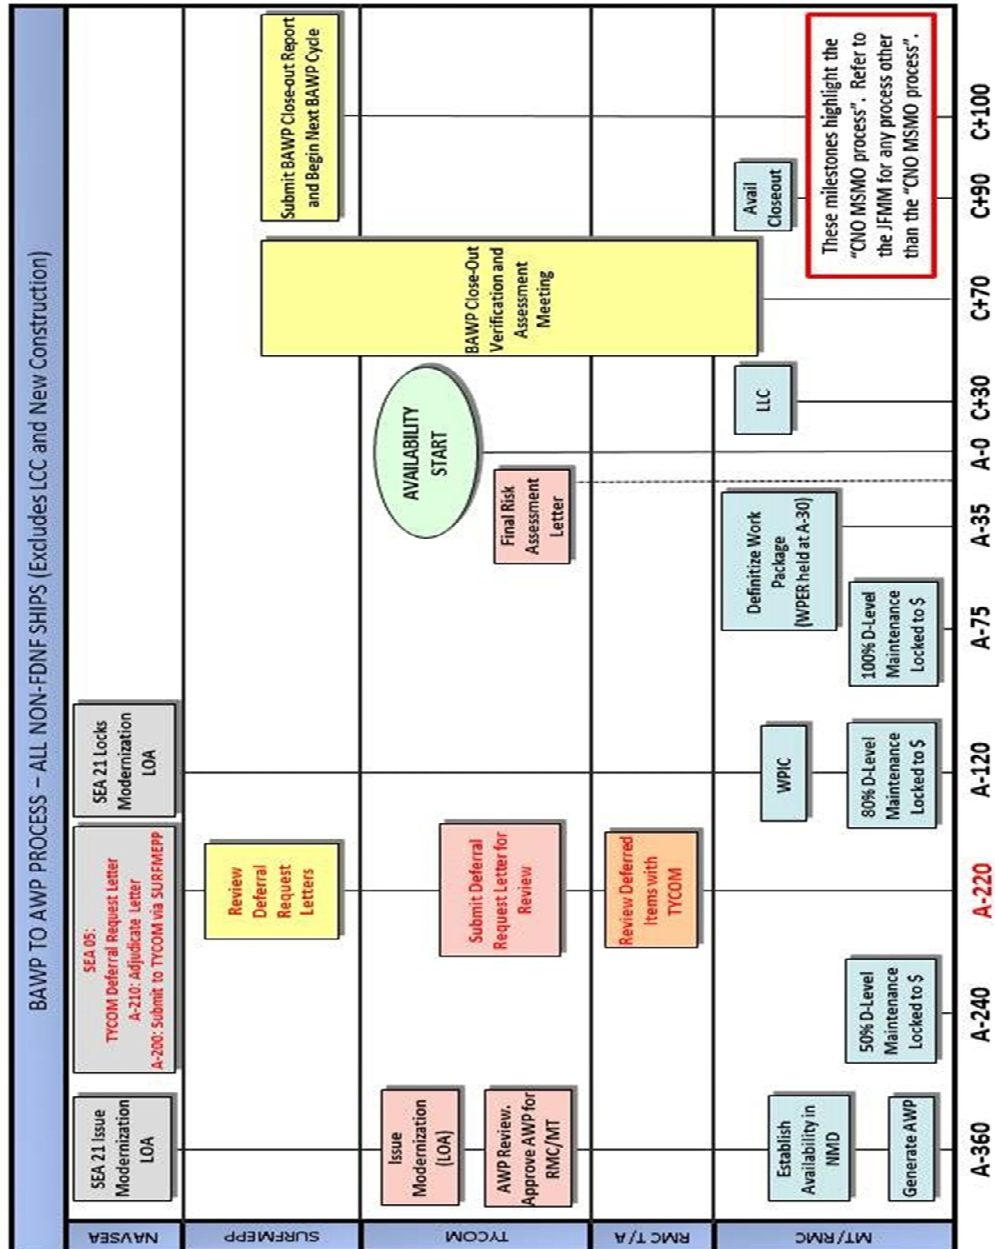 BAWP TO AWP PROCESS – ALL NON-FDNF SHIPS (Excludes LCC and New Construction)
NAVSEA
SEA 21 Issue
Modernization
LOA
SEA 05:
TYCOM Deferral Request Letter
A-210: Adjudicate Letter
A-200: Submit to TYCOM via SURFMEPP
SEA 21 Locks
Modernization
LOA
SURFMEPP
Review
Deferral
Request
Letters
Submit BAWP Close-out Report
and Begin Next BAWP Cycle
TYCOM
Issue
Modernization
(LOA)
AWP Review.
Approve AWP for
RMC/MT
Submit Deferral
Request Letter for
Review
AVAILABILITY
START
Final Risk
Assessment
Letter
BAWP Close-Out
Verification and
Assessment
Meeting
RMC T/A
Review Deferred
Items with
TYCOM
MT/RMC
Establish
Availability in
NMD
Generate AWP
50% D-Level
Maintenance
Locked to $
WPIC
80% D-Level
Maintenance
Locked to $
Definitize Work
Package
(WPER held at A-30)
100% D-Level
Maintenance
Locked to $
LLC
Avail
Closeout
These milestones highlight the
“CNO MSMO process”. Refer to
the JFMM for any process other
than the “CNO MSMO process”.
A-360
A-240
A-220
A-120
A-75
A-35
A-0
C+30
C+70
C+90
C+100